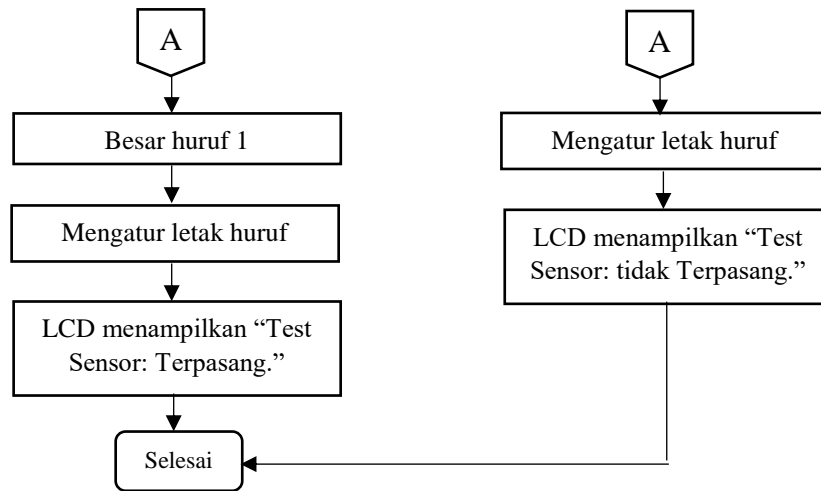 A
Besar huruf 1
Mengatur letak huruf
LCD menampilkan “Test
Sensor: Terpasang.”
Selesai
A
Mengatur letak huruf
LCD menampilkan “Test
Sensor: tidak Terpasang.”